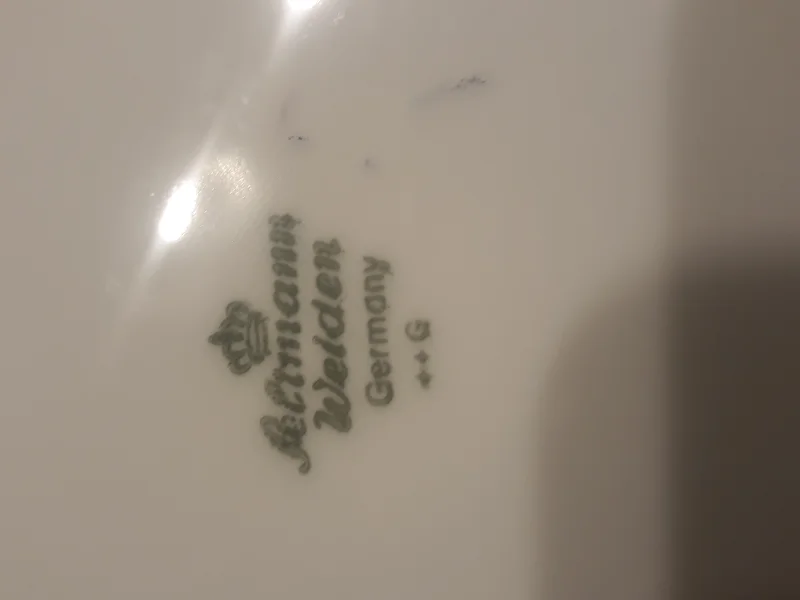 Seltmann
Weiden
Germany
++ G